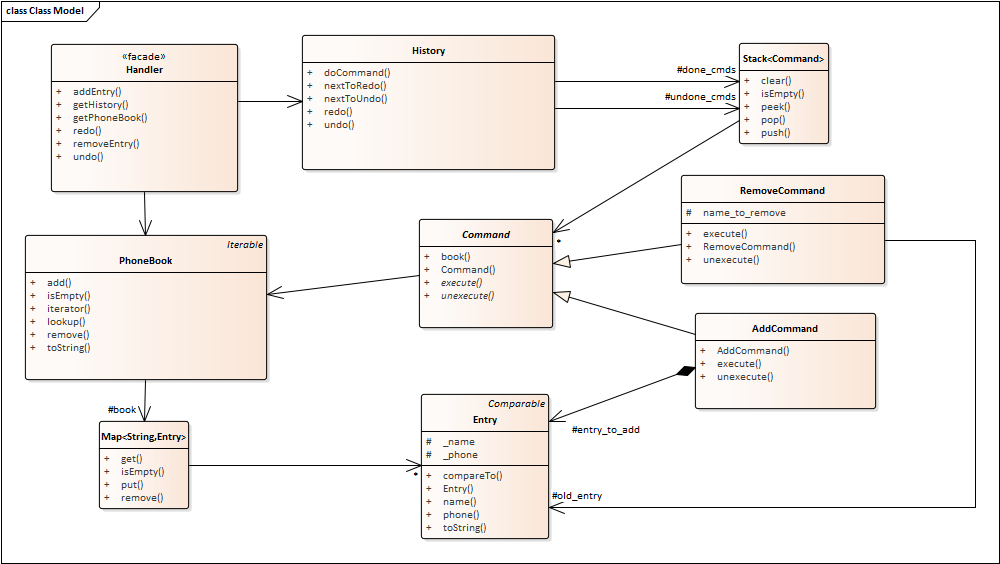 class Class Model
«facade»
Handler
+ addEntry()
+ getHistory()
+ getPhoneBook()
+ redo()
+ removeEntry()
+ undo()
History
+ doCommand()
+ nextToRedo()
+ nextToUndo()
+ redo()
+ undo()
#done_cmds
#undone_cmds
Stack<Command>
+ clear()
+ isEmpty()
+ peek()
+ pop()
+ push()
RemoveCommand
# name_to_remove
+ execute()
+ RemoveCommand()
+ unexecute()
*
Command
+ book()
+ Command()
+ execute()
+ unexecute()
Iterable
PhoneBook
+ add()
+ isEmpty()
+ iterator()
+ lookup()
+ remove()
+ toString()
AddCommand
+ AddCommand()
+ execute()
+ unexecute()
#book
Map<String,Entry>
+ get()
+ isEmpty()
+ put()
+ remove()
*
Comparable
Entry
# _name
# _phone
+ compareTo()
+ Entry()
+ name()
+ phone()
+ toString()
#entry_to_add
#old_entry